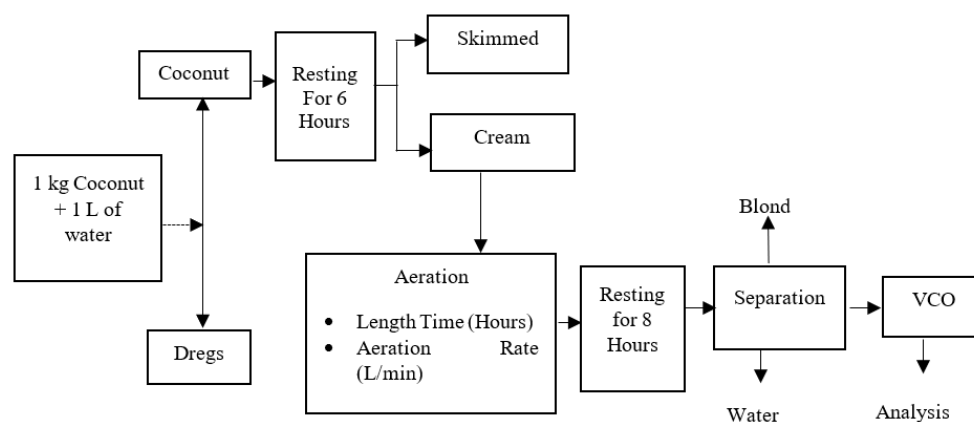 1 kg Coconut
+ 1 L of
water
Coconut
Dregs
Resting
For 6
Hours
Skimmed
Cream
Aeration
• Length Time (Hours)
• Aeration Rate
(L/min)
Resting
for 8
Hours
Blond
Separation
Water
VCO
Analysis